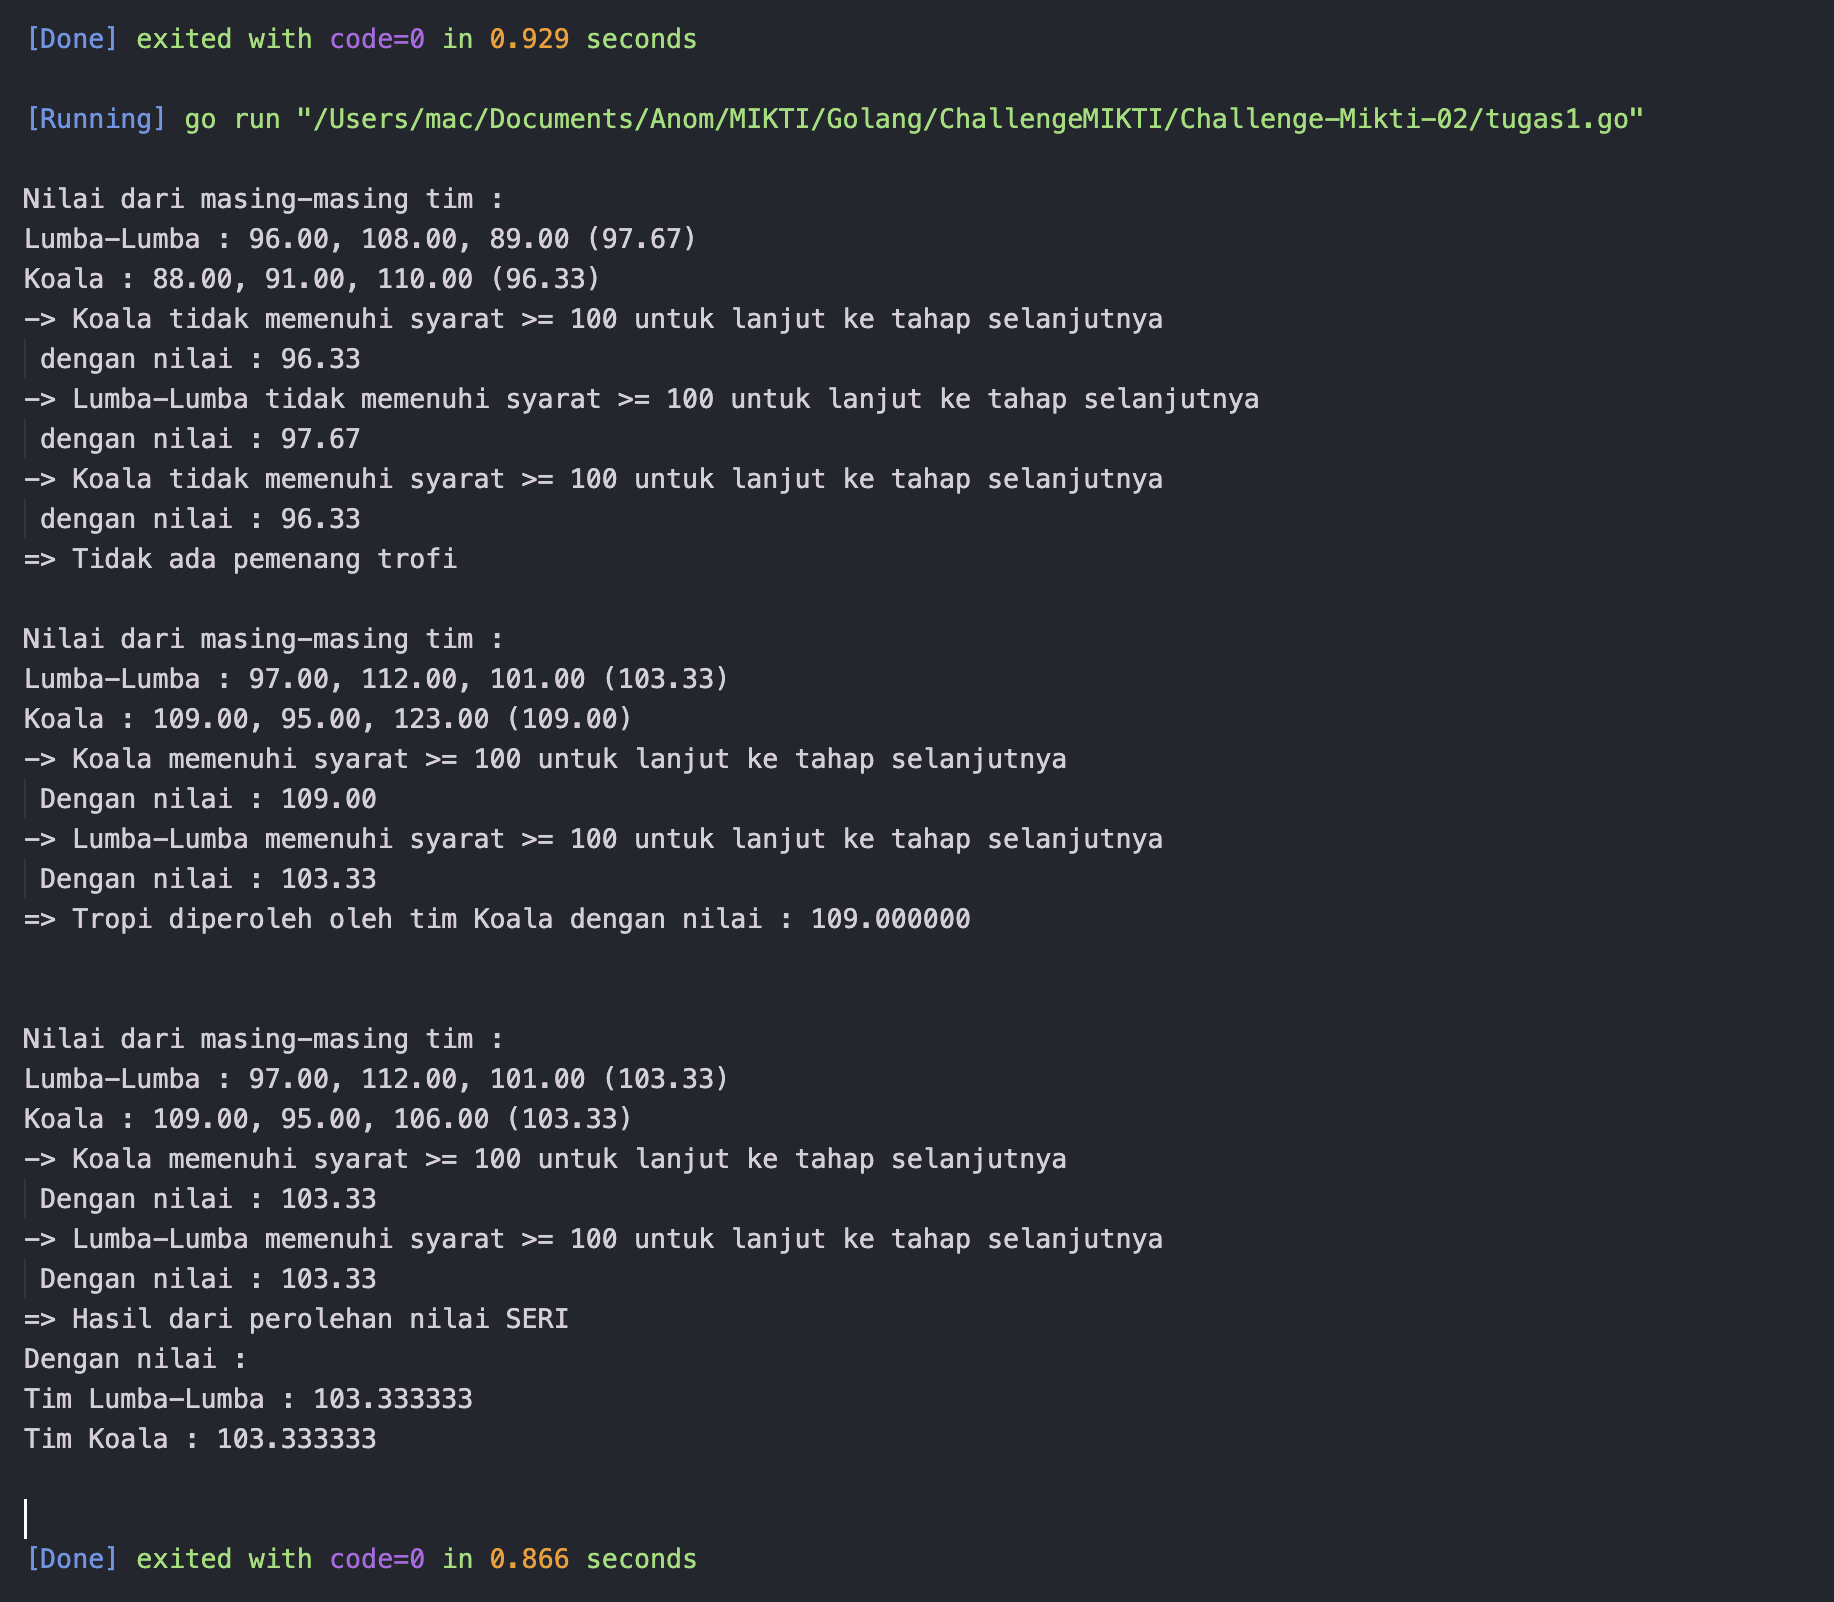 [Done] exited with code=0 in 0.929 seconds
[Running] go run "/Users/mac/Documents/Anom/MIKTI/Golang/ChallengeMIKTI/Challenge-Mikti-02/tugas1.go"
Nilai dari masing-masing tim :
Lumba-Lumba : 96.00, 108.00, 89.00 (97.67)
Koala : 88.00, 91.00, 110.00 (96.33)
-> Koala tidak memenuhi syarat >= 100 untuk lanjut ke tahap selanjutnya
dengan nilai : 96.33
-> Lumba-Lumba tidak memenuhi syarat >= 100 untuk lanjut ke tahap selanjutnya
dengan nilai : 97.67
-> Koala tidak memenuhi syarat >= 100 untuk lanjut ke tahap selanjutnya
dengan nilai : 96.33
=> Tidak ada pemenang trofi
Nilai dari masing-masing tim :
Lumba-Lumba : 97.00, 112.00, 101.00 (103.33)
Koala : 109.00, 95.00, 123.00 (109.00)
-> Koala memenuhi syarat >= 100 untuk lanjut ke tahap selanjutnya
Dengan nilai : 109.00
-> Lumba-Lumba memenuhi syarat >= 100 untuk lanjut ke tahap selanjutnya
Dengan nilai : 103.33
=> Tropi diperoleh oleh tim Koala dengan nilai : 109.000000
Nilai dari masing-masing tim :
Lumba-Lumba : 97.00, 112.00, 101.00 (103.33)
Koala : 109.00, 95.00, 106.00 (103.33)
-> Koala memenuhi syarat >= 100 untuk lanjut ke tahap selanjutnya
Dengan nilai : 103.33
-> Lumba-Lumba memenuhi syarat >= 100 untuk lanjut ke tahap selanjutnya
Dengan nilai : 103.33
=> Hasil dari perolehan nilai SERI
Dengan nilai :
Tim Lumba-Lumba : 103.333333
Tim Koala : 103.333333
[Done] exited with code=0 in 0.866 seconds